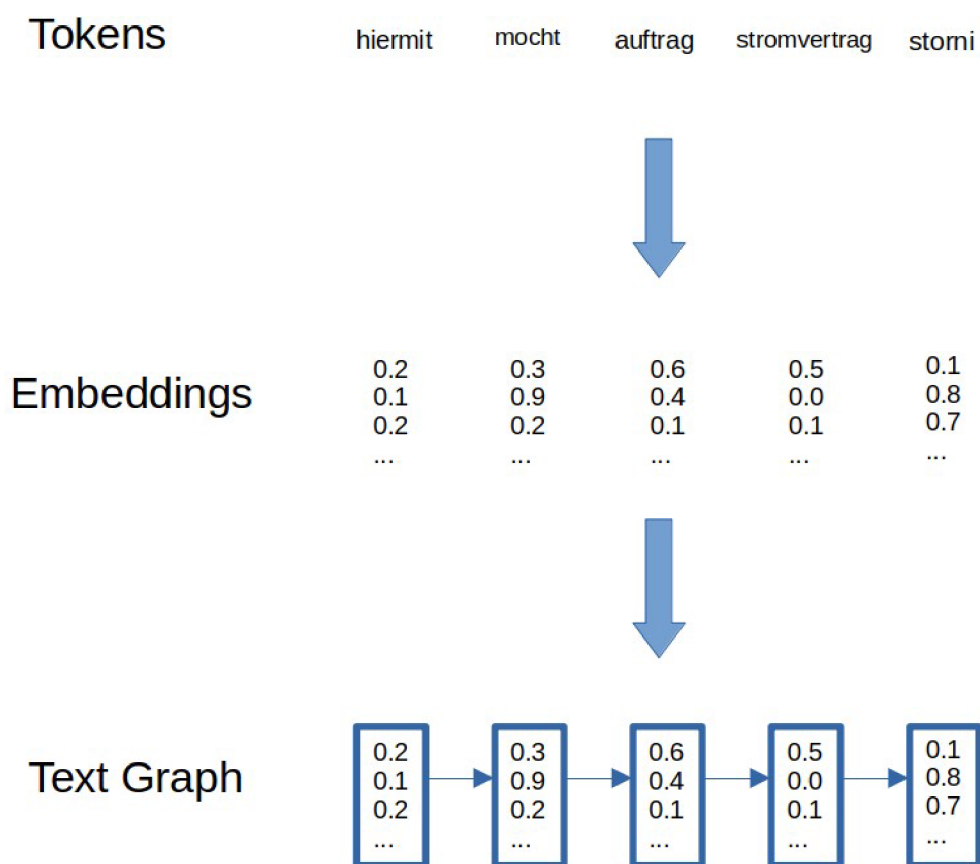 Tokens hiermit mocht auftrag stromvertrag storni
Embeddings
0.2 0.3 0.6 0.5 0.1
0.1 0.9 0.4 0.0 0.8
0.2 0.2 0.1 0.1 0.7
... ... ... ... ...
Text Graph
0.2 0.3 0.6 0.5 0.1
0.1 0.9 0.4 0.0 0.8
0.2 0.2 0.1 0.1 0.7
... ... ... ... ...